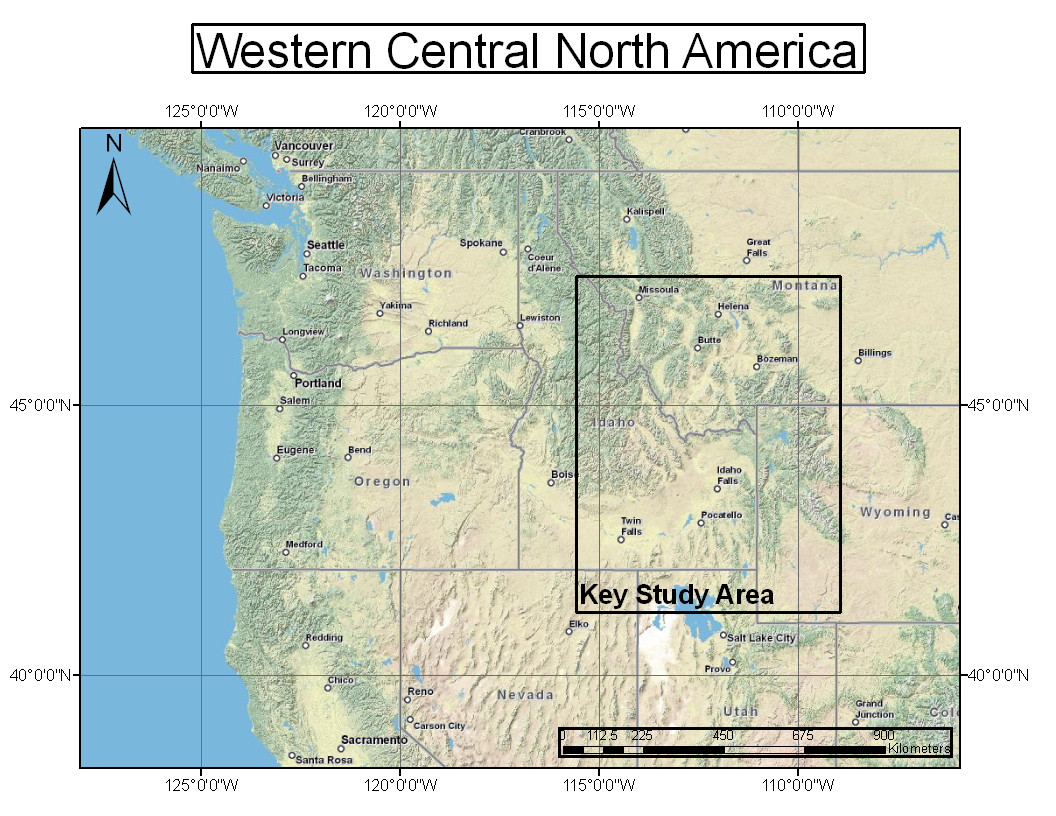 Western Central North America
125°0'0"W
120°0'0"W
115°0'0"W
110°0'0"W
N
Cranbrook
Vancouver
Surrey
Nanaimo
Bellingham
Victoria
Kalispell
Seattle
Spokane
Great
Falls
Coeur
d'Alene
Tacoma
Washington
Montana
Missoula
Yakima
Helena
Lewiston
Richland
Longview
Butte
Billings
Bozeman
Portland
Salem
45°0'0"N
45°0'0"N
Idaho
Eugene
Bend
Idaho
Falls
Boise
Oregon
Wyoming
Pocatello
Cas
Twin
Falls
Medford
Key Study Area
Elko
Redding
Salt Lake City
Provo
40°0'0"N
40°0'0"N
Chico
Reno
Nevada
Grand
Junction
Utah
Colo
Carson City
Sacramento
Santa Rosa
0 112.5 225 450 675 900
Kilometers
125°0'0"W
120°0'0"W
115°0'0"W
110°0'0"W